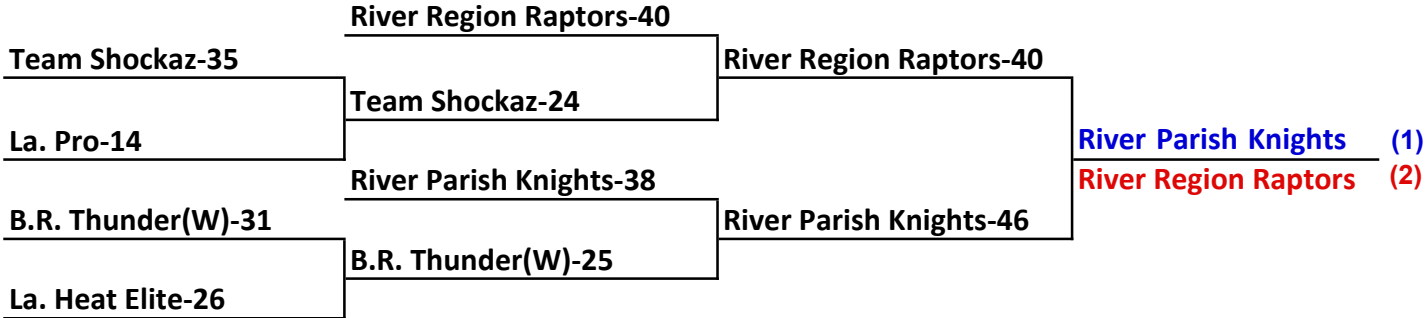 River Region Raptors-40
Team Shockaz-35
River Region Raptors-40
Team Shockaz-24
La. Pro-14
River Parish Knights (1)
River Parish Knights-38
River Region Raptors (2)
B.R. Thunder(W)-31
River Parish Knights-46
B.R. Thunder(W)-25
La. Heat Elite-26